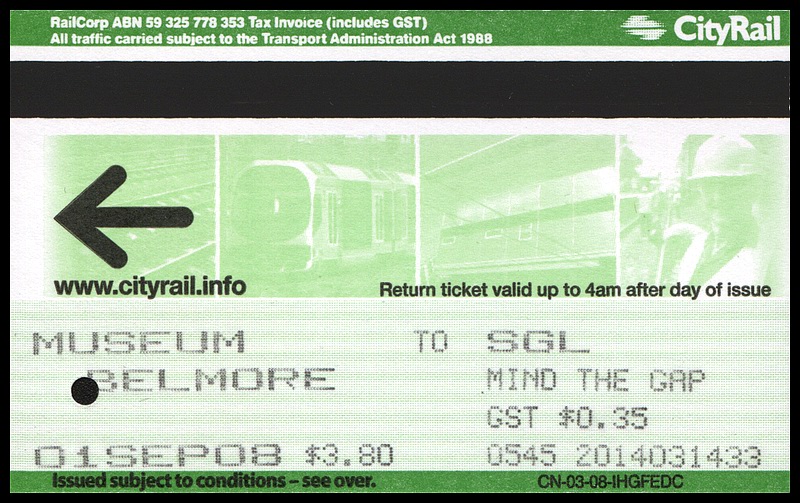 RailCorp ABN 59 325 778 353 Tax Invoice (includes GST)
All traffic carried subject to the Transport Administration Act 1988
CityRail
www.cityrail.info
Return ticket valid up to 4am after day of issue
MUSEUM TO SGL
BELMORE MIND THE GAP
GST $0.35
01SEP08 $3.80 0545 2014031433
Issued subject to conditions – see over.
CN-03-08-IHGFEDC